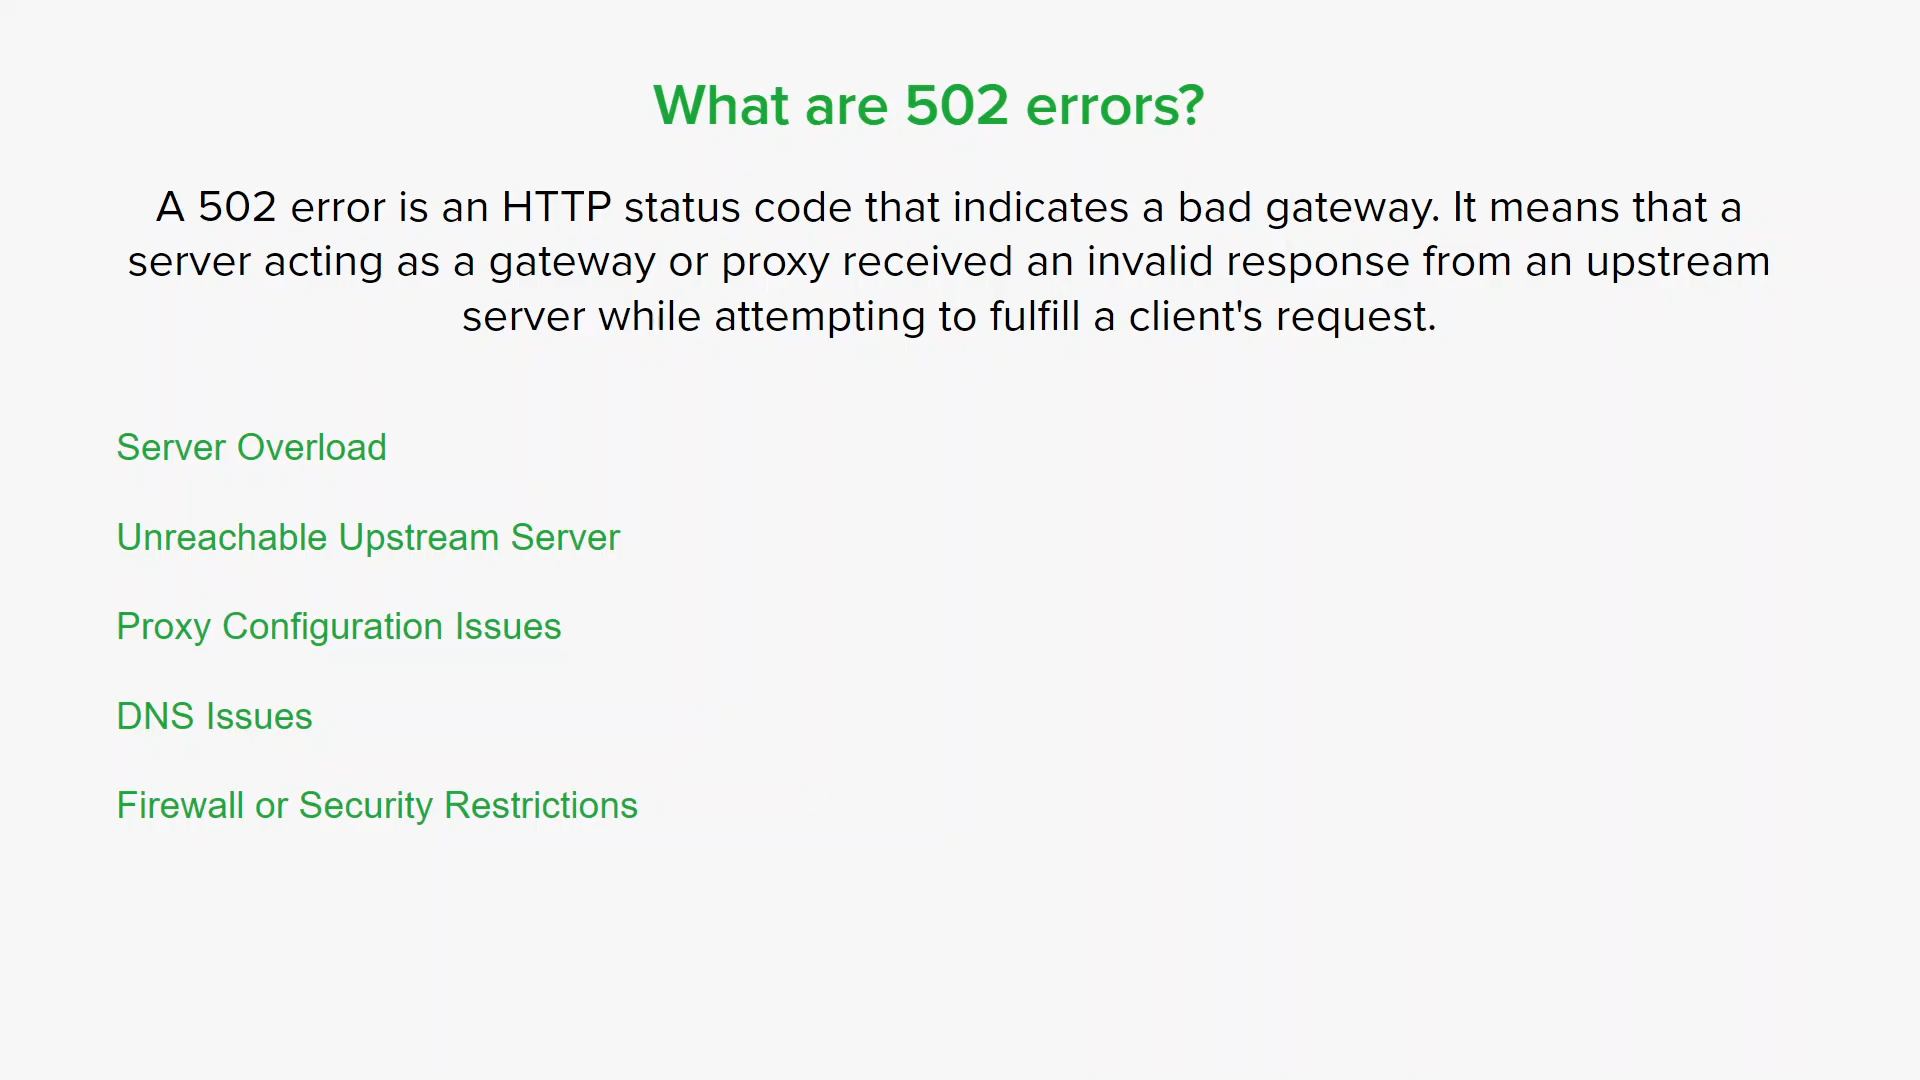 What are 502 errors?
A 502 error is an HTTP status code that indicates a bad gateway. It means that a
server acting as a gateway or proxy received an invalid response from an upstream
server while attempting to fulfill a client's request.
Server Overload
Unreachable Upstream Server
Proxy Configuration Issues
DNS Issues
Firewall or Security Restrictions